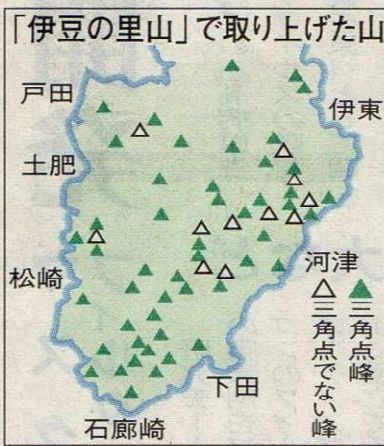 「伊豆の里山」で取り上げた山
戸田
伊東
土肥
松崎
河津
▲三角点峰
△三角点でない峰
下田
石廊崎